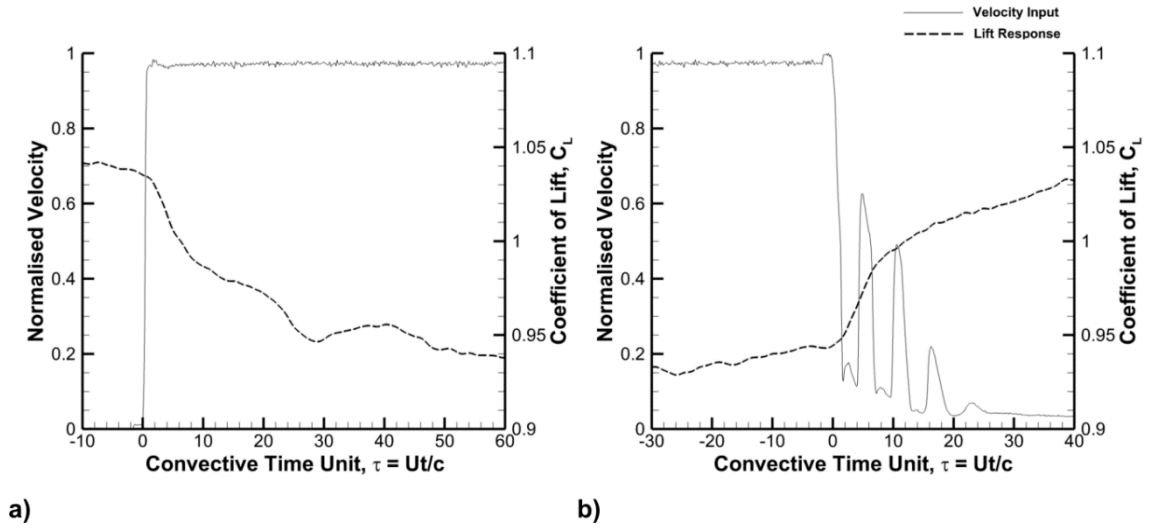 Velocity Input
Lift Response
1
0.8
0.6
0.4
0.2
0
Normalised Velocity
1.1
1.05
1
0.95
0.9
Coefficient of Lift, C_L
-10 0 10 20 30 40 50 60
Convective Time Unit, τ = Ut/c
a)
1
0.8
0.6
0.4
0.2
0
Normalised Velocity
1.1
1.05
1
0.95
0.9
Coefficient of Lift, C_L
-30 -20 -10 0 10 20 30 40
Convective Time Unit, τ = Ut/c
b)